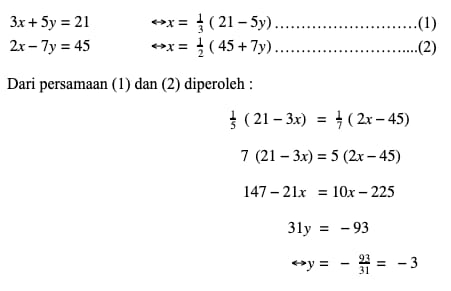 3x + 5y = 21 ⇔x = 1/3 ( 21 – 5y)……………………………(1)
2x – 7y = 45 ⇔x = 1/2 ( 45 + 7y)…………………………....(2)
Dari persamaan (1) dan (2) diperoleh :
1/5 ( 21 – 3x) = 1/7 ( 2x – 45)
7 (21 – 3x) = 5 (2x – 45)
147 – 21x = 10x – 225
31y = – 93
⇔y = – 93/31 = – 3